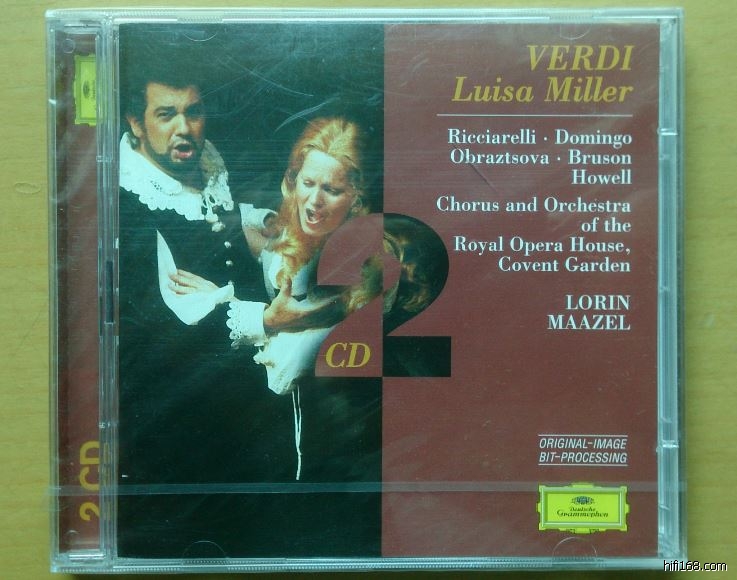 VERDI
Luisa Miller
Ricciarelli · Domingo
Obraztsova · Bruson
Howell
Chorus and Orchestra
of the
Royal Opera House,
Covent Garden
LORIN
MAAZEL
2
CD
ORIGINAL-IMAGE
BIT-PROCESSING
Deutsche
Grammophon
2 CD
hifi168.com